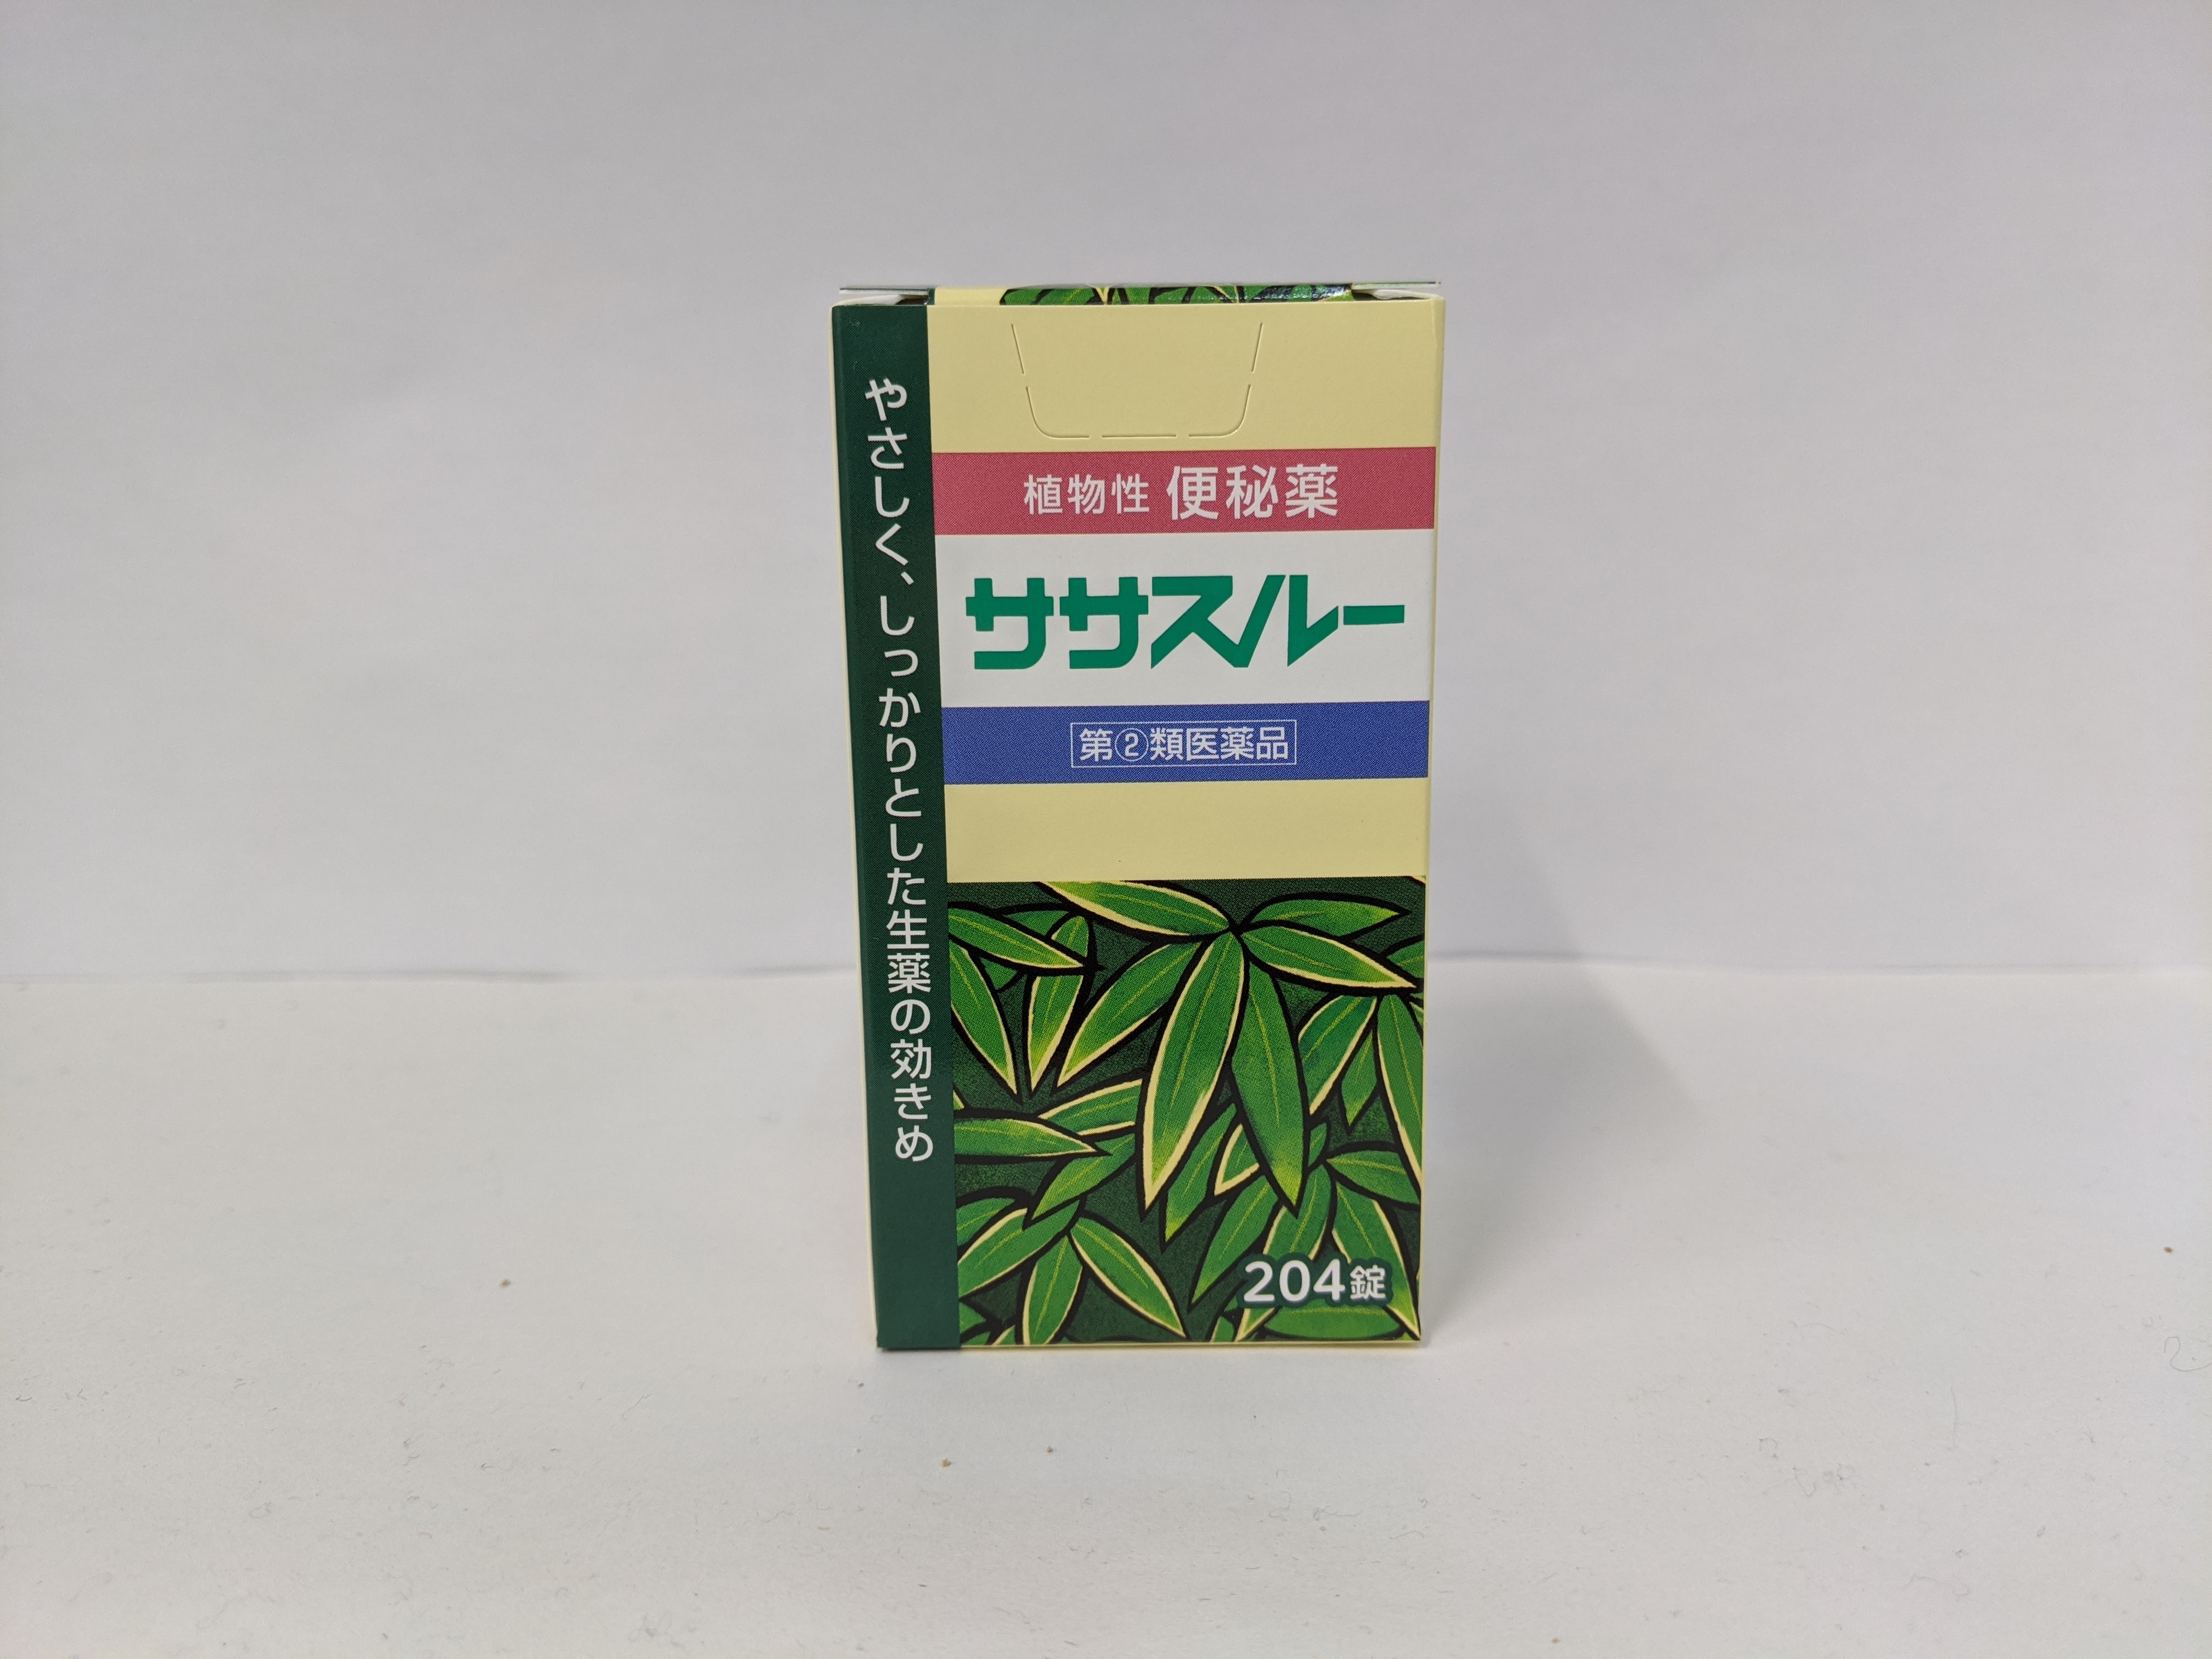 やさしく、しっかりとした生薬の効きめ
植物性 便秘薬
ササスルー
第②類医薬品
204錠